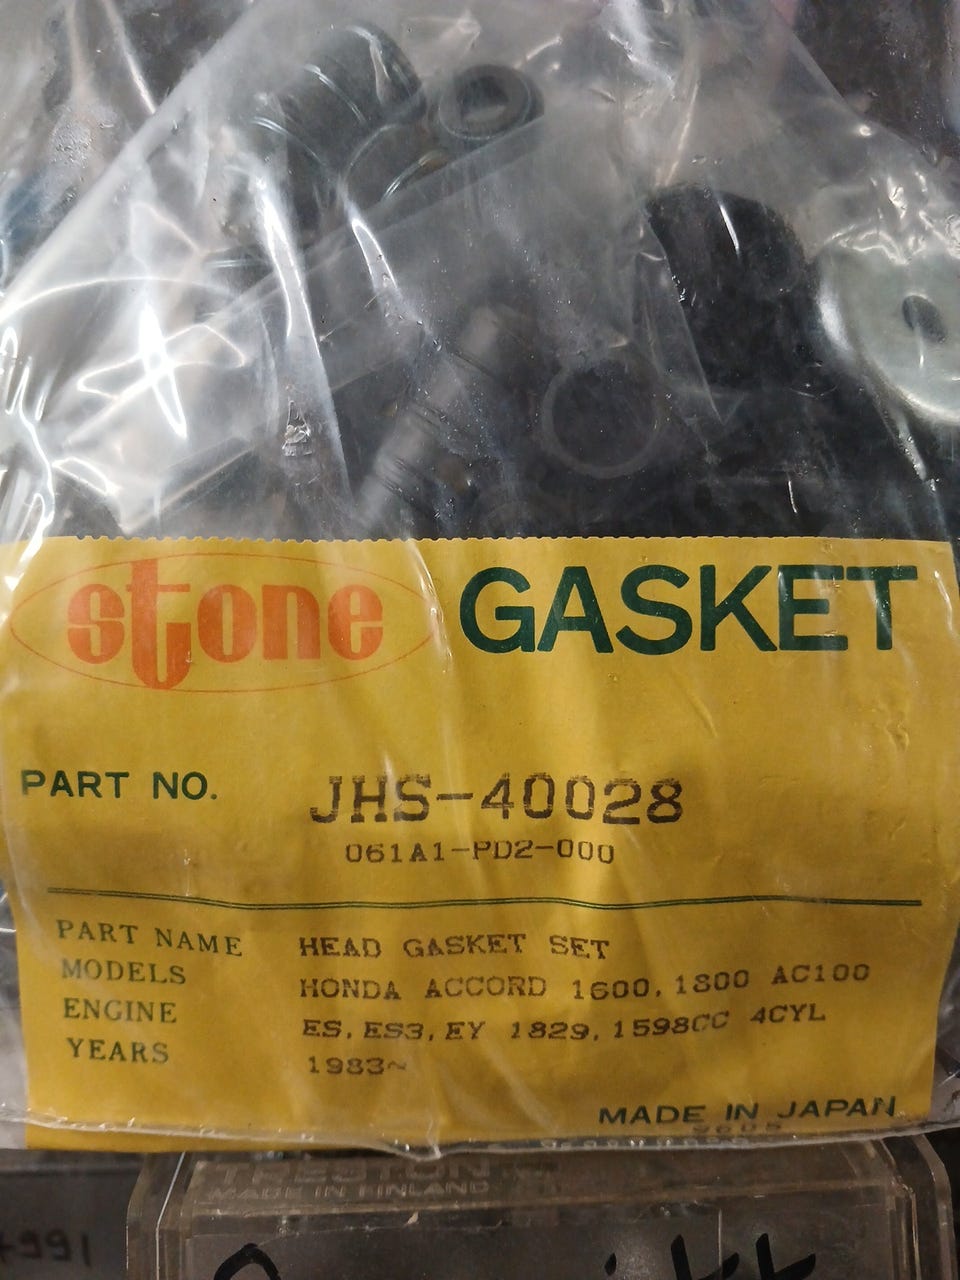 stone GASKET
PART NO. JHS-40028
061A1-PD2-000
PART NAME HEAD GASKET SET
MODELS HONDA ACCORD 1600, 1800 AC100
ENGINE ES, ES3, EY 1829, 1598CC 4CYL
YEARS 1983~
MADE IN JAPAN
TRESTON
MADE IN FINLAND